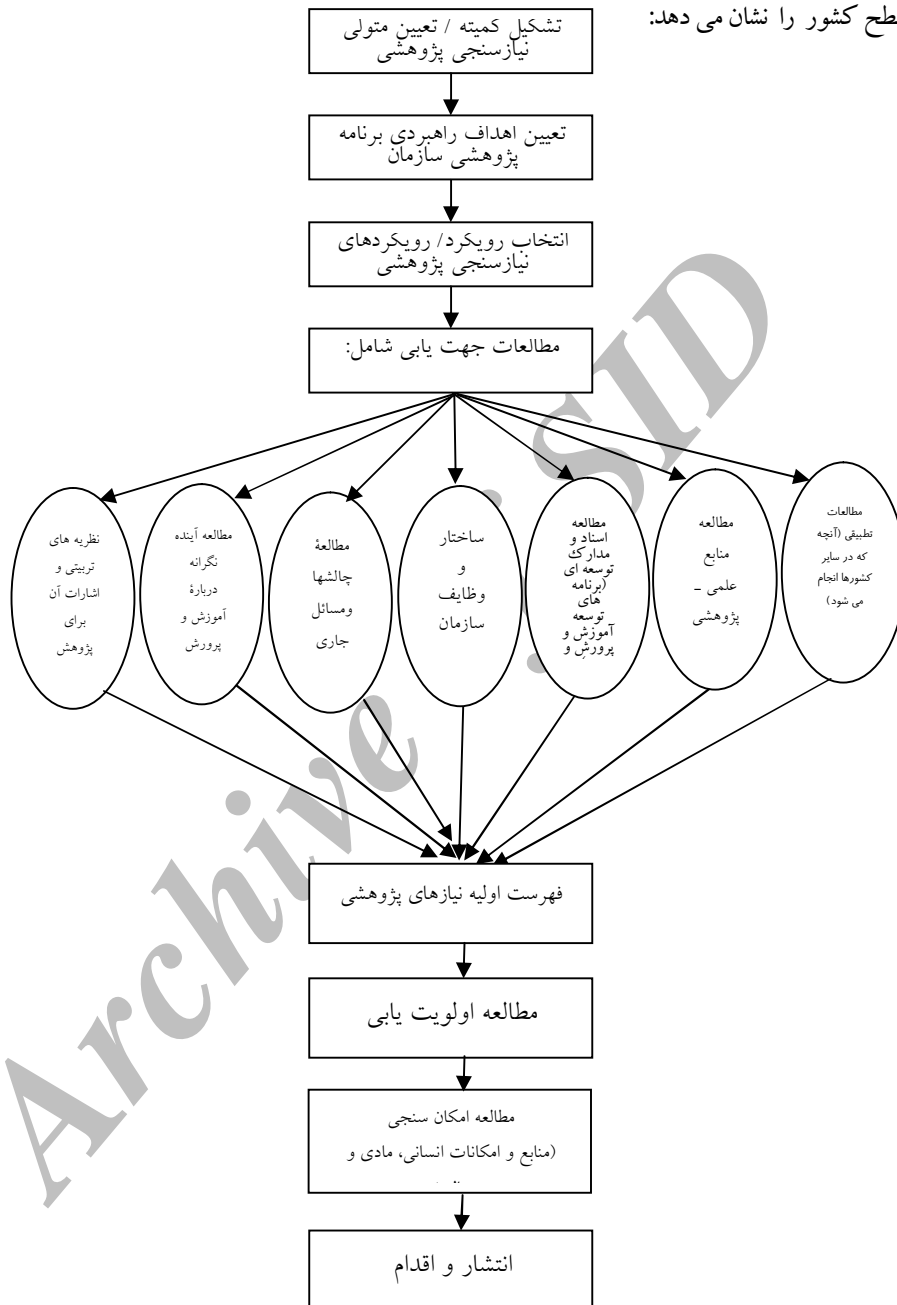 طح کشور را نشان می دهد:
تشکیل کمیته / تعیین متولی
نیازسنجی پژوهشی
تعیین اهداف راهبردی برنامه
پژوهشی سازمان
انتخاب رویکرد/ رویکردهای
نیازسنجی پژوهشی
مطالعات جهت یابی شامل:
مطالعات
تطبیقی (آنچه
که در سایر
کشورها انجام
می شود)
مطالعه
منابع
علمی –
پژوهشی
مطالعه
اسناد و
مدارک
توسعه ای
(برنامه
های
توسعه
آموزش و
پرورش و
ساختار
و
وظایف
سازمان
مطالعۀ
چالشها
ومسائل
جاری
مطالعه آینده
نگرانه
دربارۀ
آموزش و
پرورش
نظریه های
تربیتی و
اشارات آن
برای
پژوهش
فهرست اولیه نیازهای پژوهشی
مطالعه اولویت یابی
مطالعه امکان سنجی
(منابع و امکانات انسانی، مادی و
انتشار و اقدام
Archive of SID